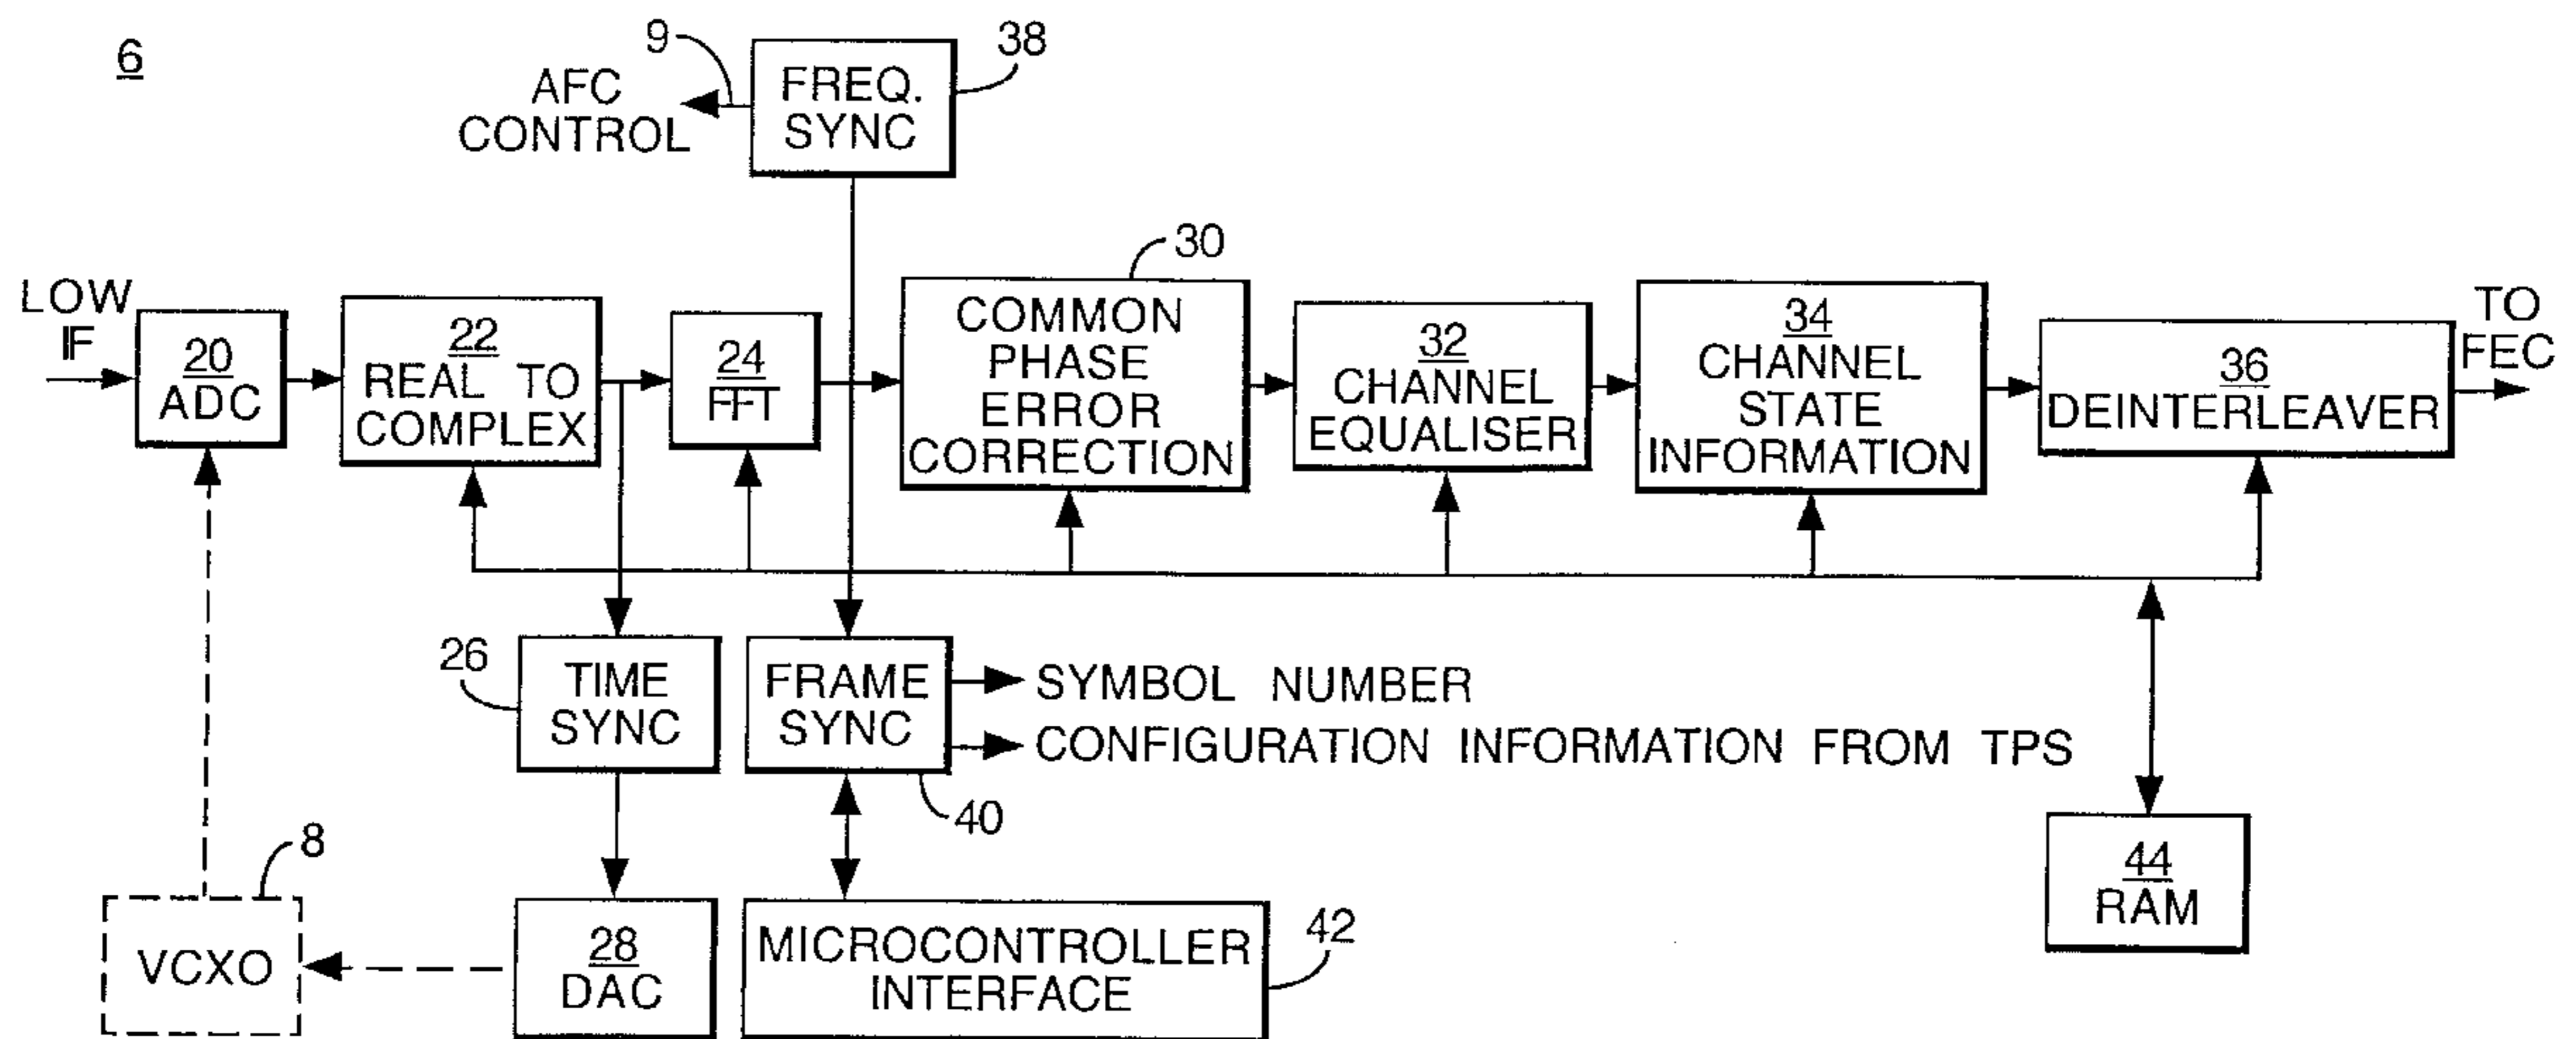 6
9
38
AFC
CONTROL
FREQ.
SYNC
30
LOW
IF
20
ADC
22
REAL TO
COMPLEX
24
FFT
COMMON
PHASE
ERROR
CORRECTION
32
CHANNEL
EQUALISER
34
CHANNEL
STATE
INFORMATION
36
DEINTERLEAVER
TO
FEC
26
TIME
SYNC
FRAME
SYNC
SYMBOL NUMBER
CONFIGURATION INFORMATION FROM TPS
40
8
VCXO
28
DAC
MICROCONTROLLER
INTERFACE
42
44
RAM